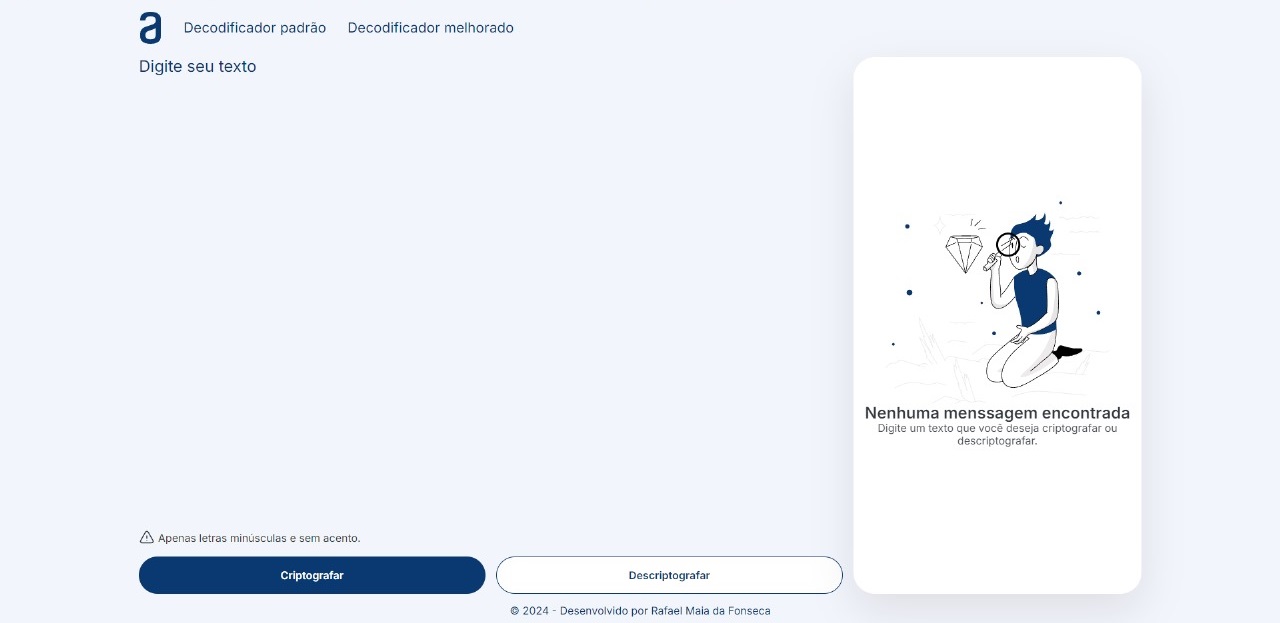 a
Decodificador padrão
Decodificador melhorado
Digite seu texto
Nenhuma menssagem encontrada
Digite um texto que você deseja criptografar ou
descriptografar.
Apenas letras minúsculas e sem acento.
Criptografar
Descriptografar
© 2024 - Desenvolvido por Rafael Maia da Fonseca